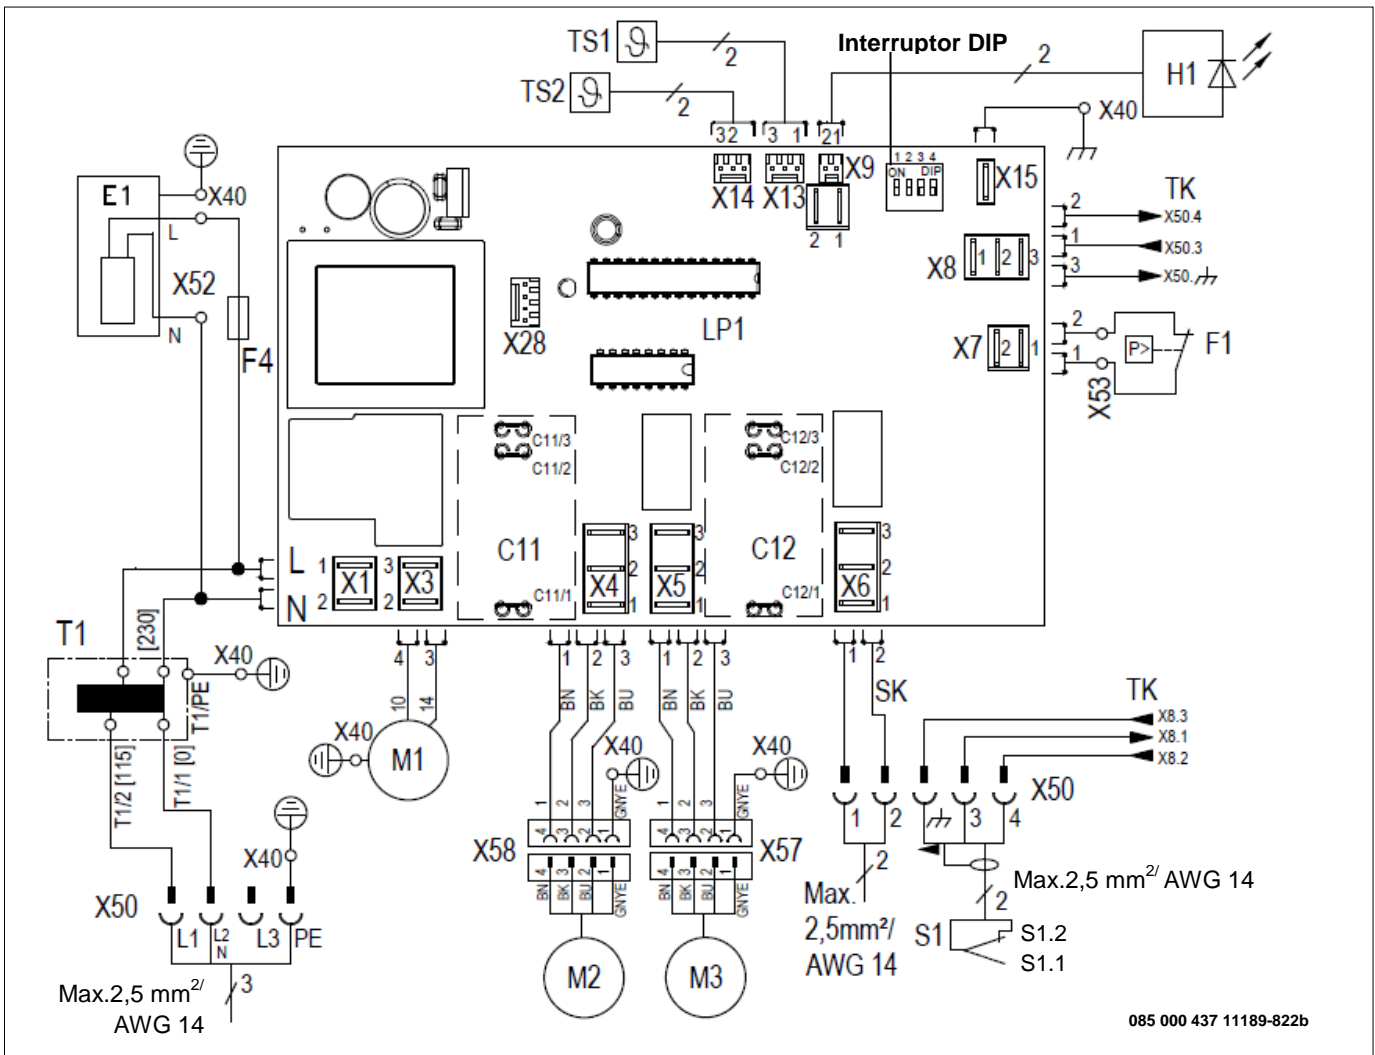 TS1
2
Interruptor DIP
2
H1
TS2
2
X40
32
3 1
21
1 2 3 4
ON DIP
X14
X13
X9
X15
2 1
E1
X40
L
X52
N
F4
TK
2
X50.4
1
X50.3
3
X50.
X8
1 2 3
X28
LP1
X7
2 1
2
1
P>
F1
X53
C11/3
C11/2
C11
C11/1
C12/3
C12/2
C12
C12/1
L
N
1
2
X1
3
2
X3
3
2
1
X4
3
2
1
X5
3
2
1
X6
T1
[230]
X40
T1/PE
T1/2 [115]
T1/1 [0]
4 3
10 14
X40
M1
1 2 3
BN BK BU
X40
1 2 3
GNYE
4 3 2 1
X58
4 3 2 1
BN BK BU GNYE
M2
1 2 3
BN BK BU
X40
1 2 3
GNYE
4 3 2 1
X57
4 3 2 1
BN BK BU GNYE
M3
1 2
SK
TK
X8.3
X8.1
X8.2
X50
1 2
3 4
2
Max.
2,5mm²/
AWG 14
Max.2,5 mm²/ AWG 14
2
S1
S1.2
S1.1
X40
X50
L1
L2
N
L3
PE
3
Max.2,5 mm²/
AWG 14
085 000 437 11189-822b